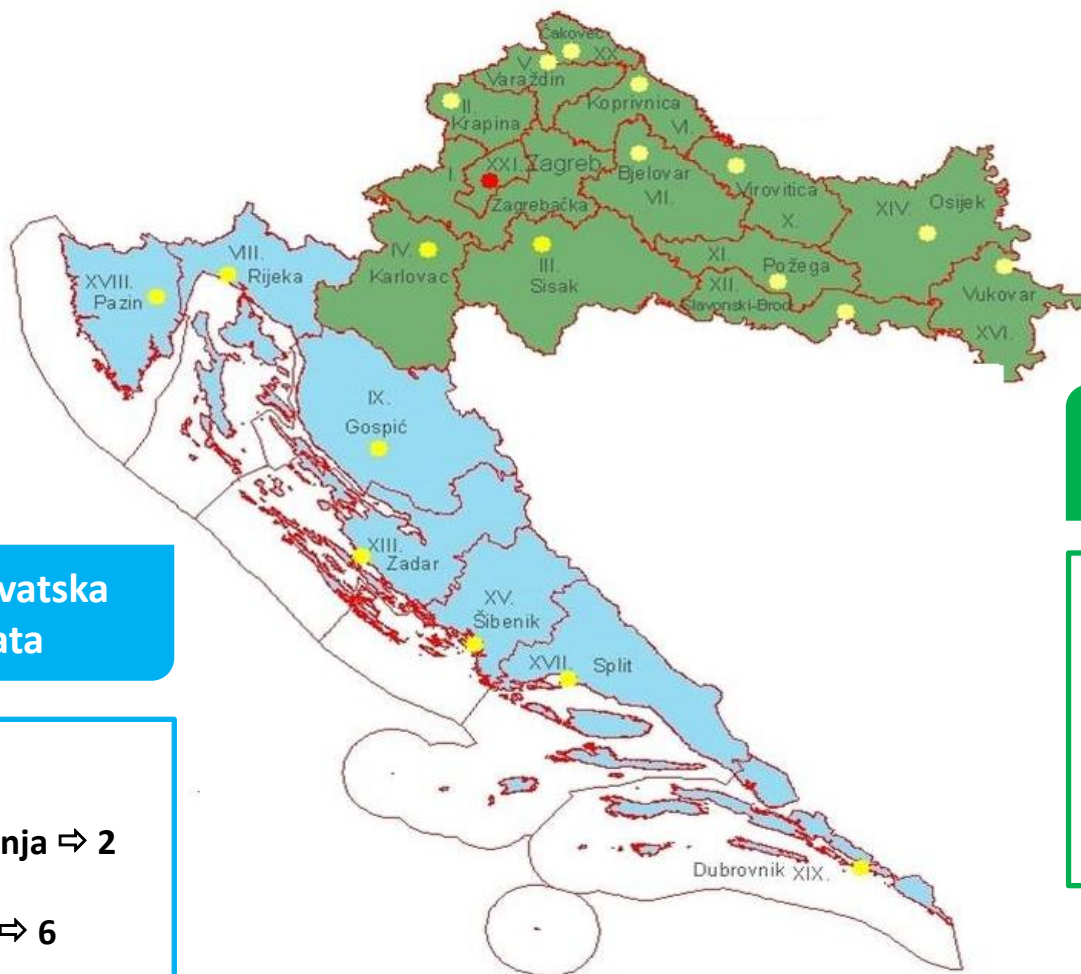 Čakovec
XX.
V.
Varaždin
II.
Krapina
Koprivnica
VI.
I.
XXI. Zagreb
Bjelovar
VII.
Virovitica
X.
Zagrebačka
XIV. Osijek
IV.
Karlovac
III.
Sisak
XI.
Požega
XII.
Slavonski-Brod
Vukovar
XVI.
VIII.
Rijeka
XVIII.
Pazin
IX.
Gospić
XIII.
Zadar
XV.
Šibenik
XVII. Split
Dubrovnik XIX.
vatska
ata
nja ⇨ 2
⇨ 6